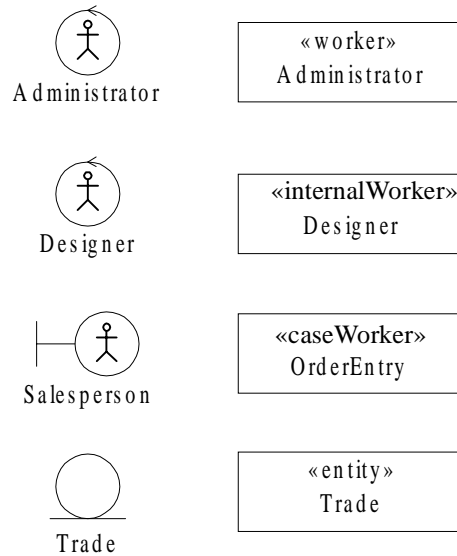 Administrator
«worker»
Administrator
Designer
«internalWorker»
Designer
Salesperson
«caseWorker»
OrderEntry
Trade
«entity»
Trade